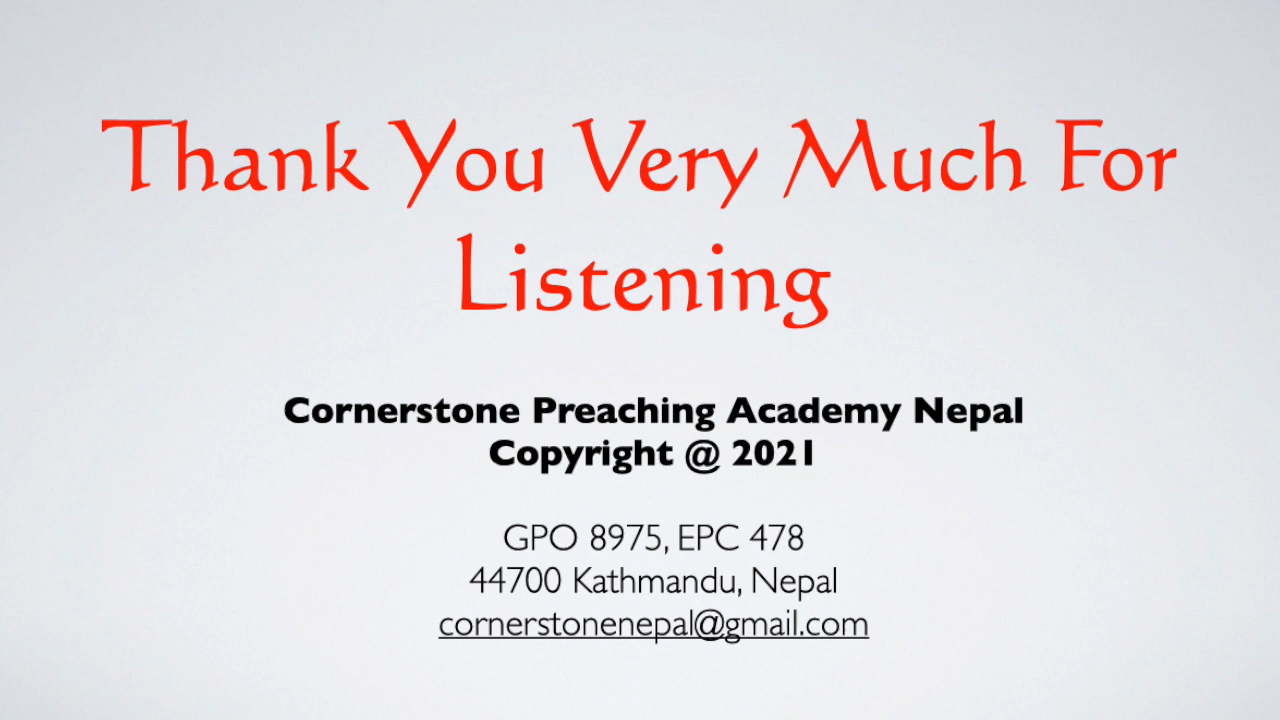 Thank You Very Much For
Listening
Cornerstone Preaching Academy Nepal
Copyright @ 2021
GPO 8975, EPC 478
44700 Kathmandu, Nepal
cornerstonenepal@gmail.com